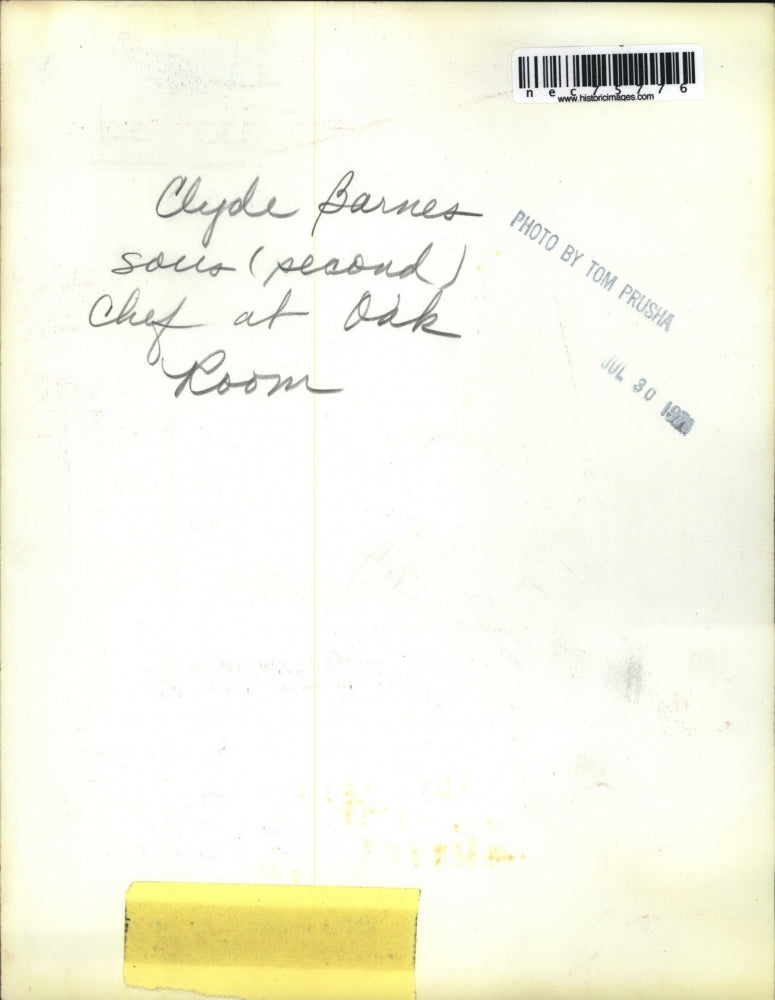 nec75776
www.historicimages.com
Clyde Barnes
sous (second)
Chef at Oak
Room
PHOTO BY TOM PRUSHA
JUL 30